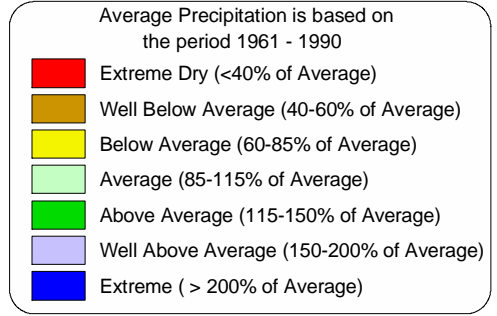 Average Precipitation is based on
the period 1961 - 1990
Extreme Dry (<40% of Average)
Well Below Average (40-60% of Average)
Below Average (60-85% of Average)
Average (85-115% of Average)
Above Average (115-150% of Average)
Well Above Average (150-200% of Average)
Extreme ( > 200% of Average)